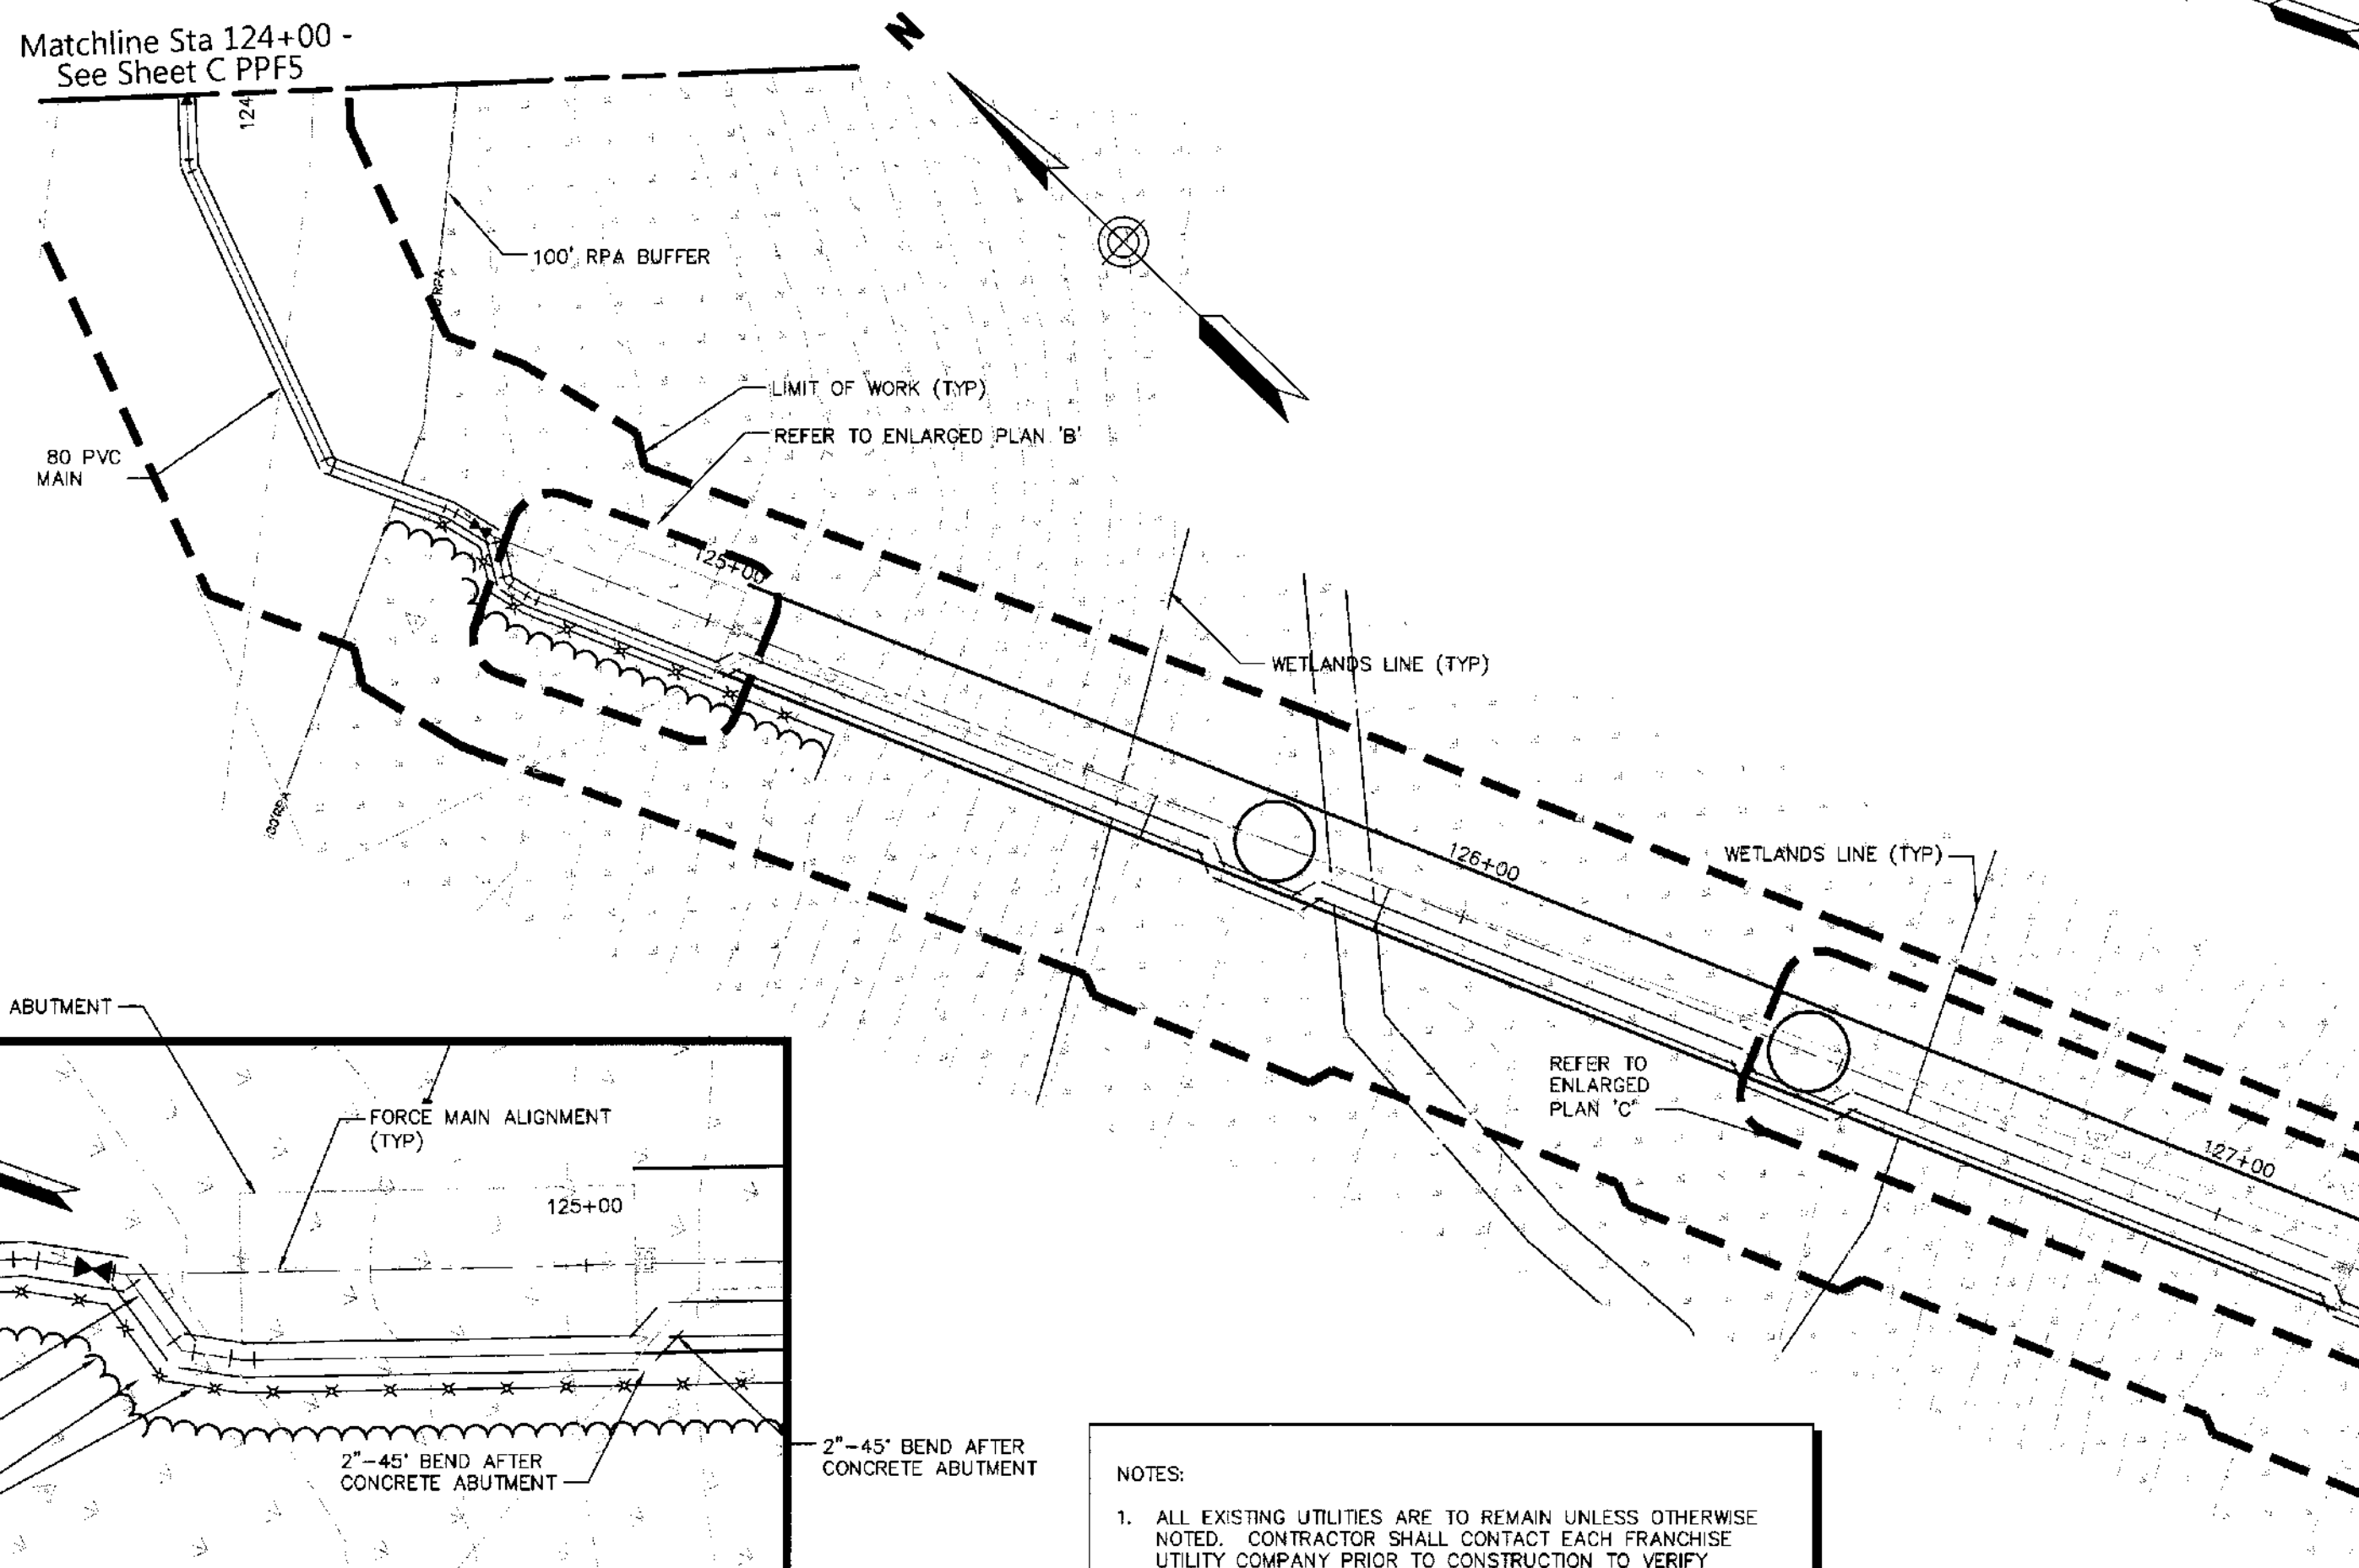 Matchline Sta 124+00 -
See Sheet C PPF5
N
124
100' RPA BUFFER
RPA
LIMIT OF WORK (TYP)
REFER TO ENLARGED PLAN 'B'
80 PVC
MAIN
125+00
WETLANDS LINE (TYP)
100'RPA
126+00
WETLANDS LINE (TYP)
REFER TO
ENLARGED
PLAN 'C'
127+00
ABUTMENT
FORCE MAIN ALIGNMENT
(TYP)
125+00
2"-45° BEND AFTER
CONCRETE ABUTMENT
2"-45° BEND AFTER
CONCRETE ABUTMENT
NOTES:
1. ALL EXISTING UTILITIES ARE TO REMAIN UNLESS OTHERWISE
NOTED. CONTRACTOR SHALL CONTACT EACH FRANCHISE
UTILITY COMPANY PRIOR TO CONSTRUCTION TO VERIFY